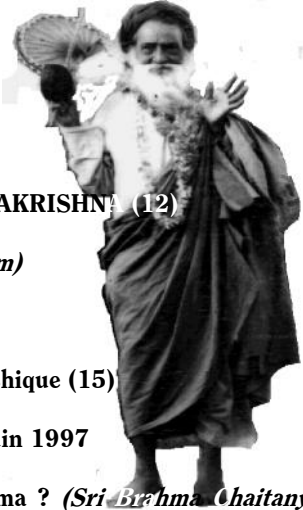 AKRISHNA (12)
m)
hique (15)
in 1997
ma ? (Sri Brahma Chaitany